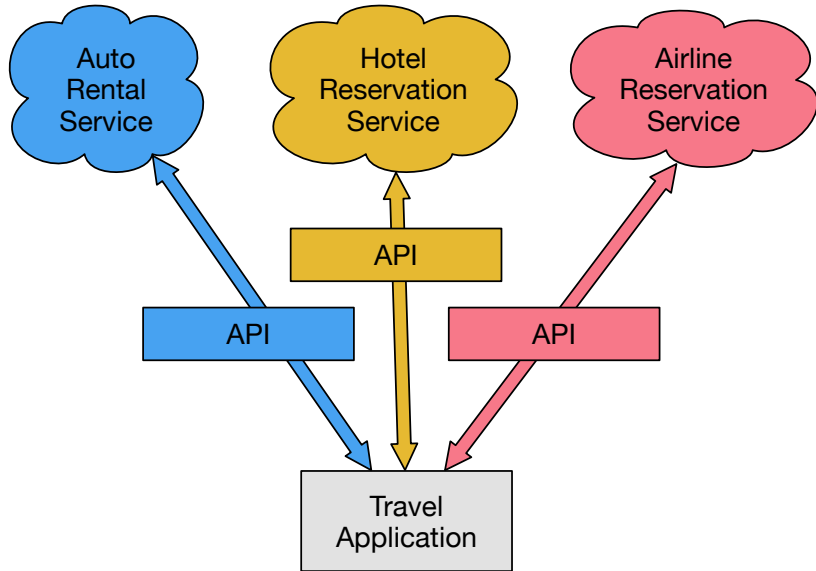 Auto
Rental
Service
Hotel
Reservation
Service
Airline
Reservation
Service
API
API
API
Travel
Application